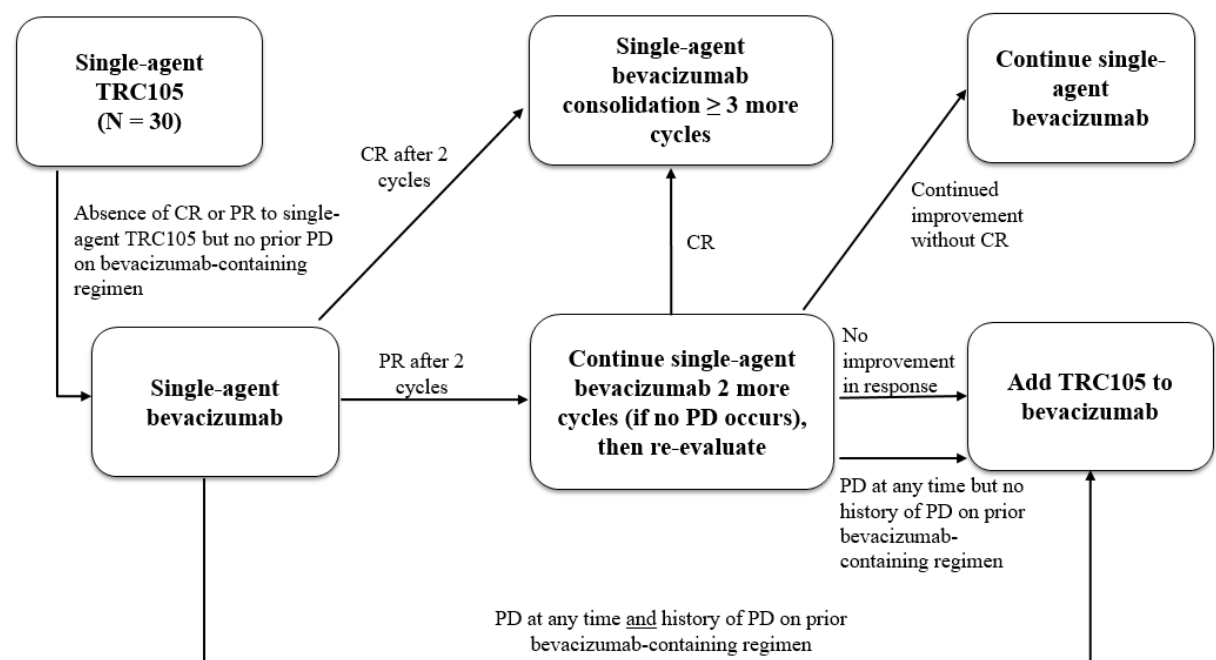 Single-agent
TRC105
(N = 30)
Single-agent
bevacizumab
consolidation ≥ 3 more
cycles
Continue single-
agent
bevacizumab
CR after 2
cycles
Absence of CR or PR to single-
agent TRC105 but no prior PD
on bevacizumab-containing
regimen
CR
Continued
improvement
without CR
Single-agent
bevacizumab
PR after 2
cycles
Continue single-agent
bevacizumab 2 more
cycles (if no PD occurs),
then re-evaluate
No
improvement
in response
Add TRC105 to
bevacizumab
PD at any time but no
history of PD on prior
bevacizumab-
containing regimen
PD at any time and history of PD on prior
bevacizumab-containing regimen